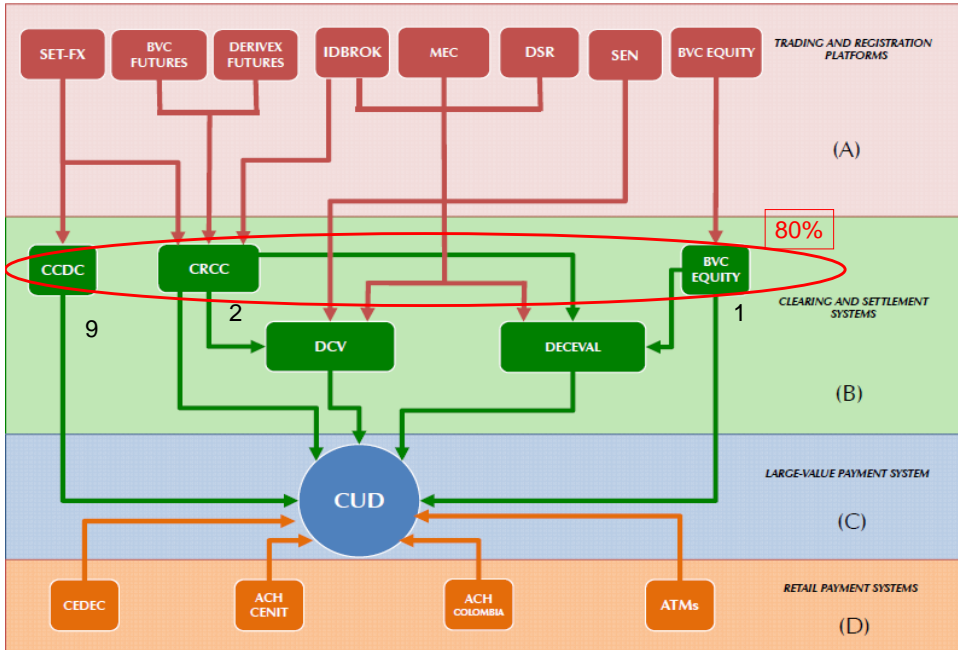 SET-FX
BVC
FUTURES
DERIVEX
FUTURES
IDBROK
MEC
DSR
SEN
BVC EQUITY
TRADING AND REGISTRATION
PLATFORMS
(A)
80%
CCDC
CRCC
BVC
EQUITY
CLEARING AND SETTLEMENT
SYSTEMS
9
2
1
DCV
DECEVAL
(B)
CUD
LARGE-VALUE PAYMENT SYSTEM
(C)
CEDEC
ACH
CENIT
ACH
COLOMBIA
ATMs
RETAIL PAYMENT SYSTEMS
(D)